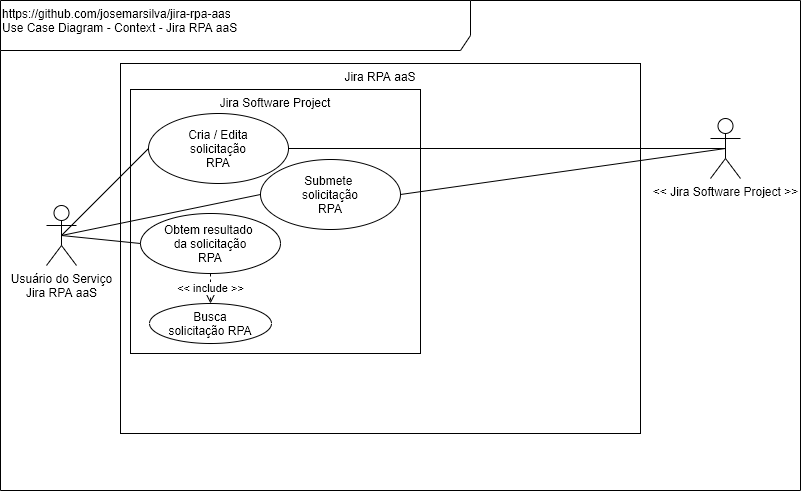 https://github.com/josemarsilva/jira-rpa-aas
Use Case Diagram - Context - Jira RPA aaS
Jira RPA aaS
Jira Software Project
Cria / Edita
solicitação
RPA
Submete
solicitação
RPA
<< Jira Software Project >>
Obtem resultado
da solicitação
RPA
Usuário do Serviço
Jira RPA aaS
<< include >>
Busca
solicitação RPA